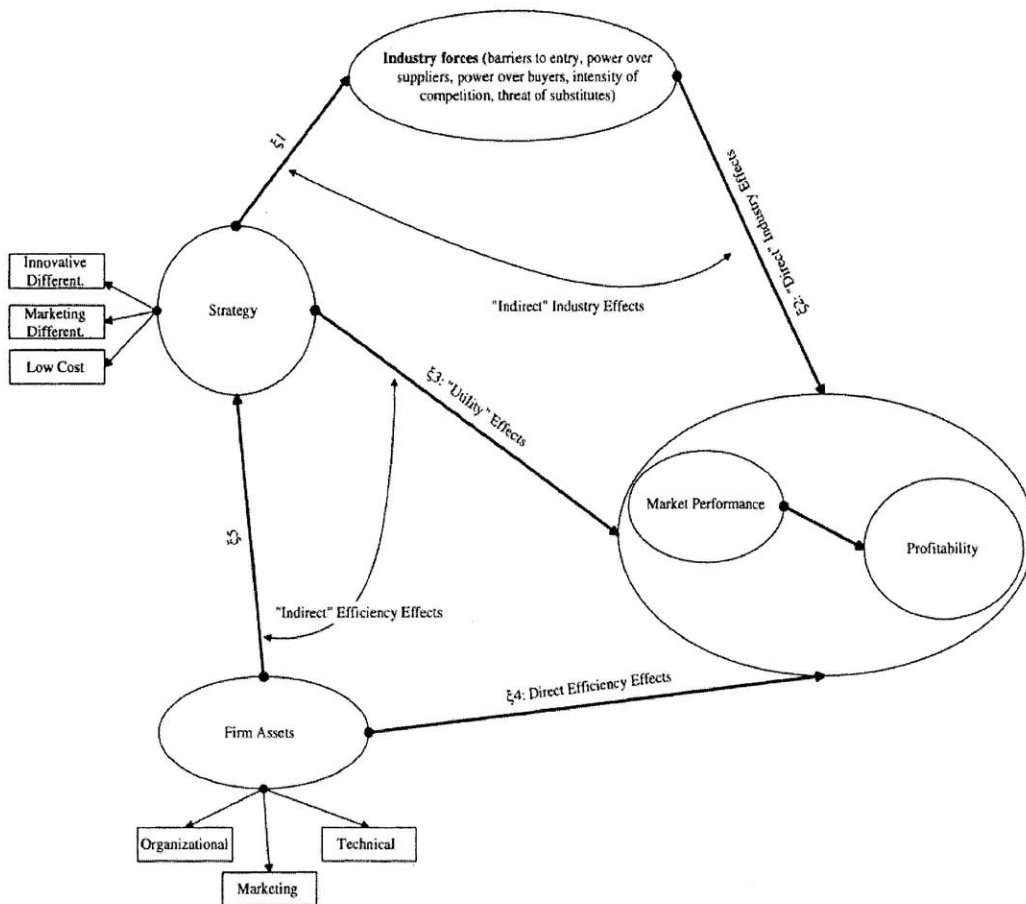 Industry forces (barriers to entry, power over
suppliers, power over buyers, intensity of
competition, threat of substitutes)
ξ1
ξ2: "Direct" Industry Effects
"Indirect" Industry Effects
Innovative
Different.
Marketing
Different.
Low Cost
Strategy
ξ3: "Utility" Effects
Market Performance
Profitability
ξ5
"Indirect" Efficiency Effects
ξ4: Direct Efficiency Effects
Firm Assets
Organizational
Technical
Marketing